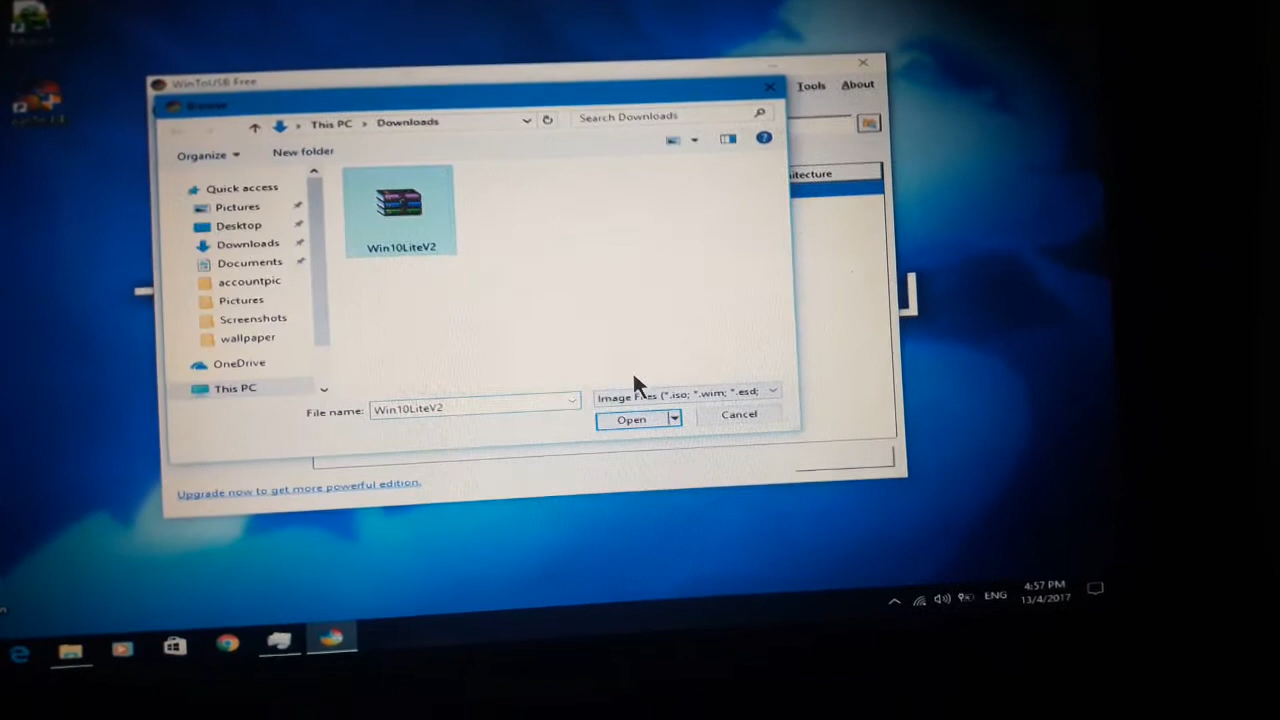 WinToUSB Free
Browse
Tools
About
This PC > Downloads
Search Downloads
Organize
New folder
itecture
Quick access
Pictures
Desktop
Downloads
Documents
accountpic
Pictures
Screenshots
wallpaper
OneDrive
This PC
Win10LiteV2
File name:
Win10LiteV2
Image Files (*.iso; *.wim; *.esd;
Open
Cancel
Upgrade now to get more powerful edition.
ENG
4:57 PM
13/4/2017